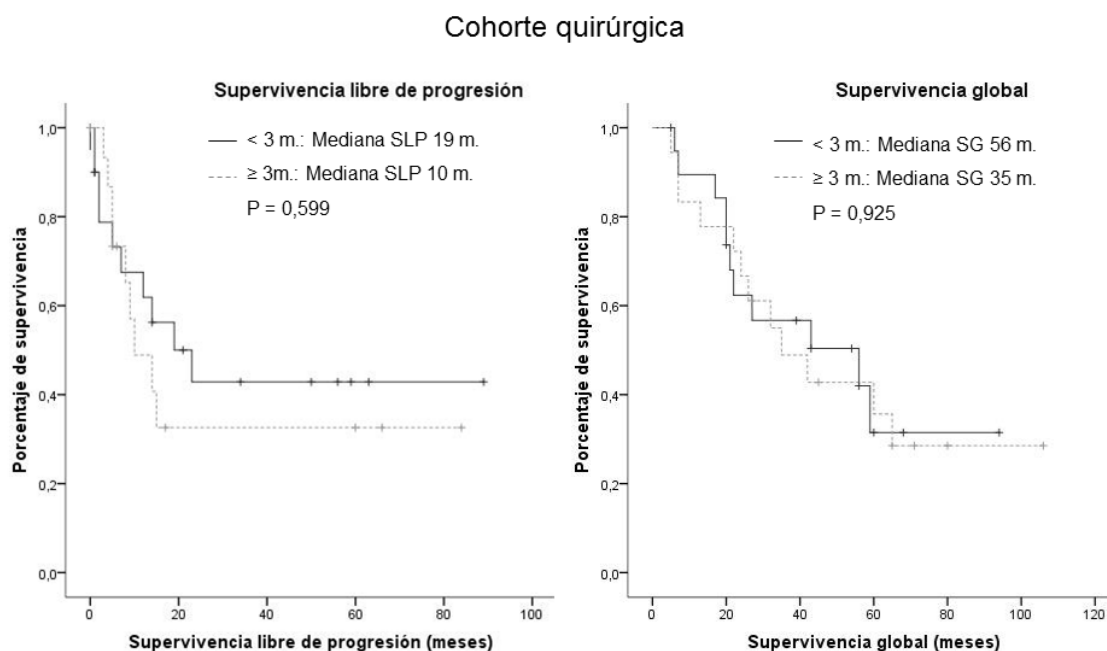 Cohorte quirúrgica
Supervivencia libre de progresión
< 3 m.: Mediana SLP 19 m.
≥ 3m.: Mediana SLP 10 m.
P = 0,599
Porcentaje de supervivencia
1,0
0,8
0,6
0,4
0,2
0,0
0 20 40 60 80 100
Supervivencia libre de progresión (meses)
Supervivencia global
< 3 m.: Mediana SG 56 m.
≥ 3 m.: Mediana SG 35 m.
P = 0,925
Porcentaje de supervivencia
1,0
0,8
0,6
0,4
0,2
0,0
0 20 40 60 80 100 120
Supervivencia global (meses)